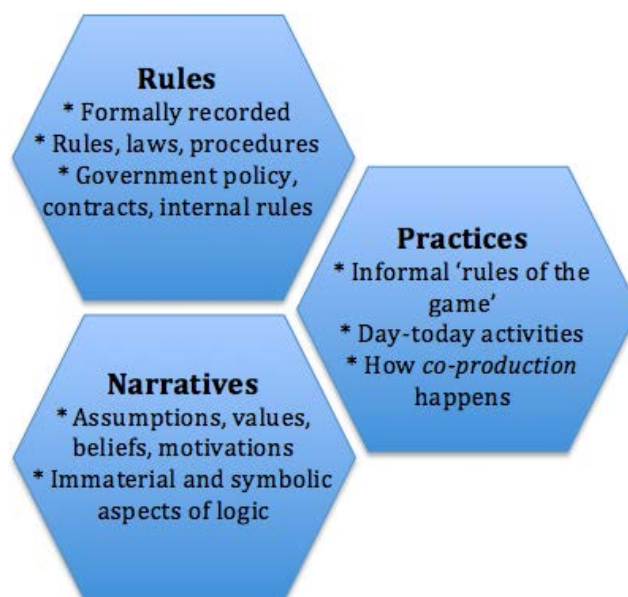 Rules
* Formally recorded
* Rules, laws, procedures
* Government policy,
contracts, internal rules
Practices
* Informal ‘rules of the
game’
* Day-today activities
* How co-production
happens
Narratives
* Assumptions, values,
beliefs, motivations
* Immaterial and symbolic
aspects of logic